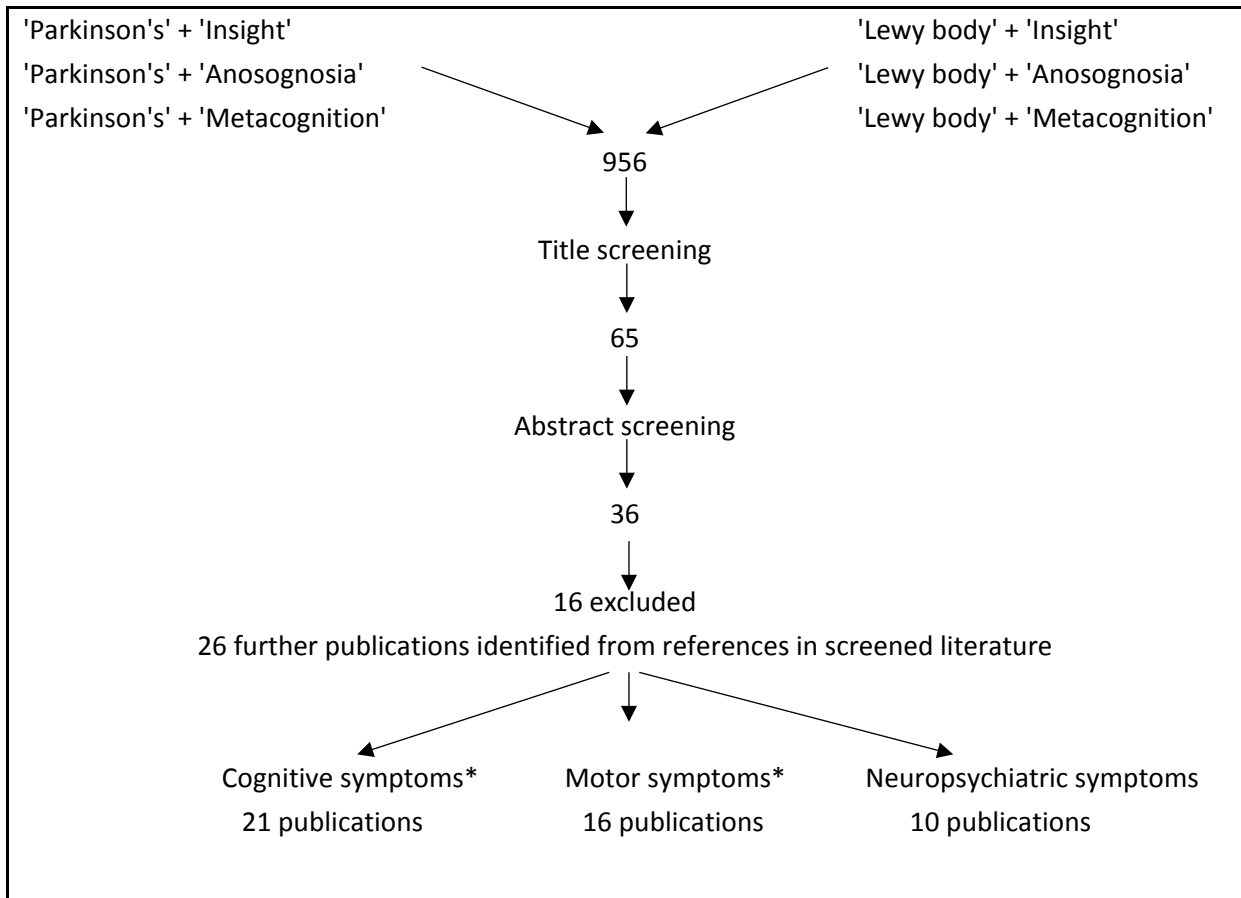 'Parkinson's' + 'Insight'
'Parkinson's' + 'Anosognosia'
'Parkinson's' + 'Metacognition'
'Lewy body' + 'Insight'
'Lewy body' + 'Anosognosia'
'Lewy body' + 'Metacognition'
956
Title screening
65
Abstract screening
36
16 excluded
26 further publications identified from references in screened literature
Cognitive symptoms*
21 publications
Motor symptoms*
16 publications
Neuropsychiatric symptoms
10 publications